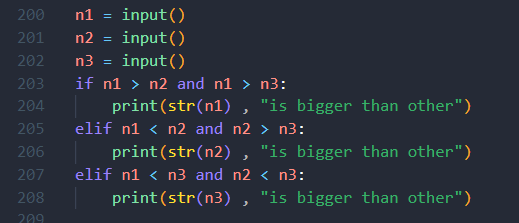 200 n1 = input()
201 n2 = input()
202 n3 = input()
203 if n1 > n2 and n1 > n3:
204     print(str(n1) , "is bigger than other")
205 elif n1 < n2 and n2 > n3:
206     print(str(n2) , "is bigger than other")
207 elif n1 < n3 and n2 < n3:
208     print(str(n3) , "is bigger than other")
209